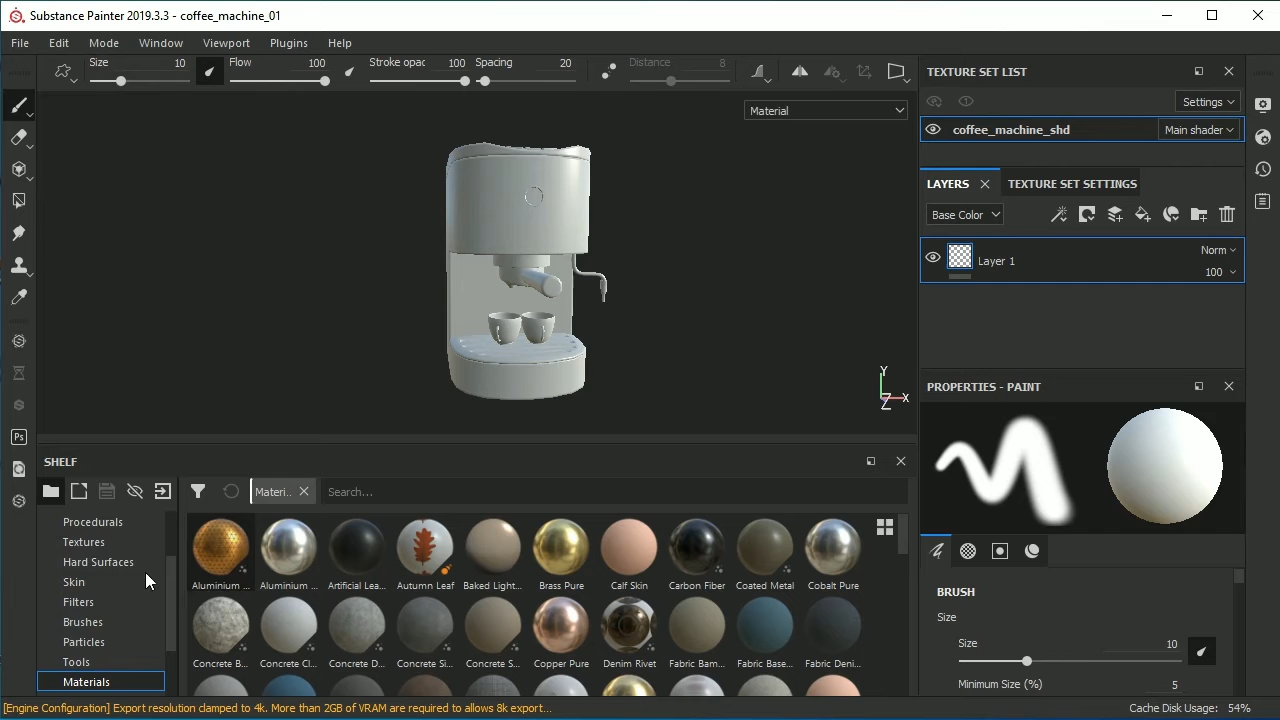 Substance Painter 2019.3.3 - coffee_machine_01
File Edit Mode Window Viewport Plugins Help
Size 10 Flow 100 Stroke opac 100 Spacing 20 Distance 8
Material
TEXTURE SET LIST
Settings
coffee_machine_shd Main shader
LAYERS TEXTURE SET SETTINGS
Base Color
Layer 1 Norm
100
Y
X
Z
PROPERTIES - PAINT
Ps
SHELF
Materi.. Search...
Procedurals
Textures
Hard Surfaces
Skin
Filters
Brushes
Particles
Tools
Materials
Aluminium ... Aluminium ... Artificial Lea... Autumn Leaf Baked Light... Brass Pure Calf Skin Carbon Fiber Coated Metal Cobalt Pure
Concrete B... Concrete Cl... Concrete D... Concrete Si... Concrete S... Copper Pure Denim Rivet Fabric Bam... Fabric Base... Fabric Deni...
BRUSH
Size
Size 10
Minimum Size (%) 5
[Engine Configuration] Export resolution clamped to 4k. More than 2GB of VRAM are required to allows 8k export...
Cache Disk Usage: 54%